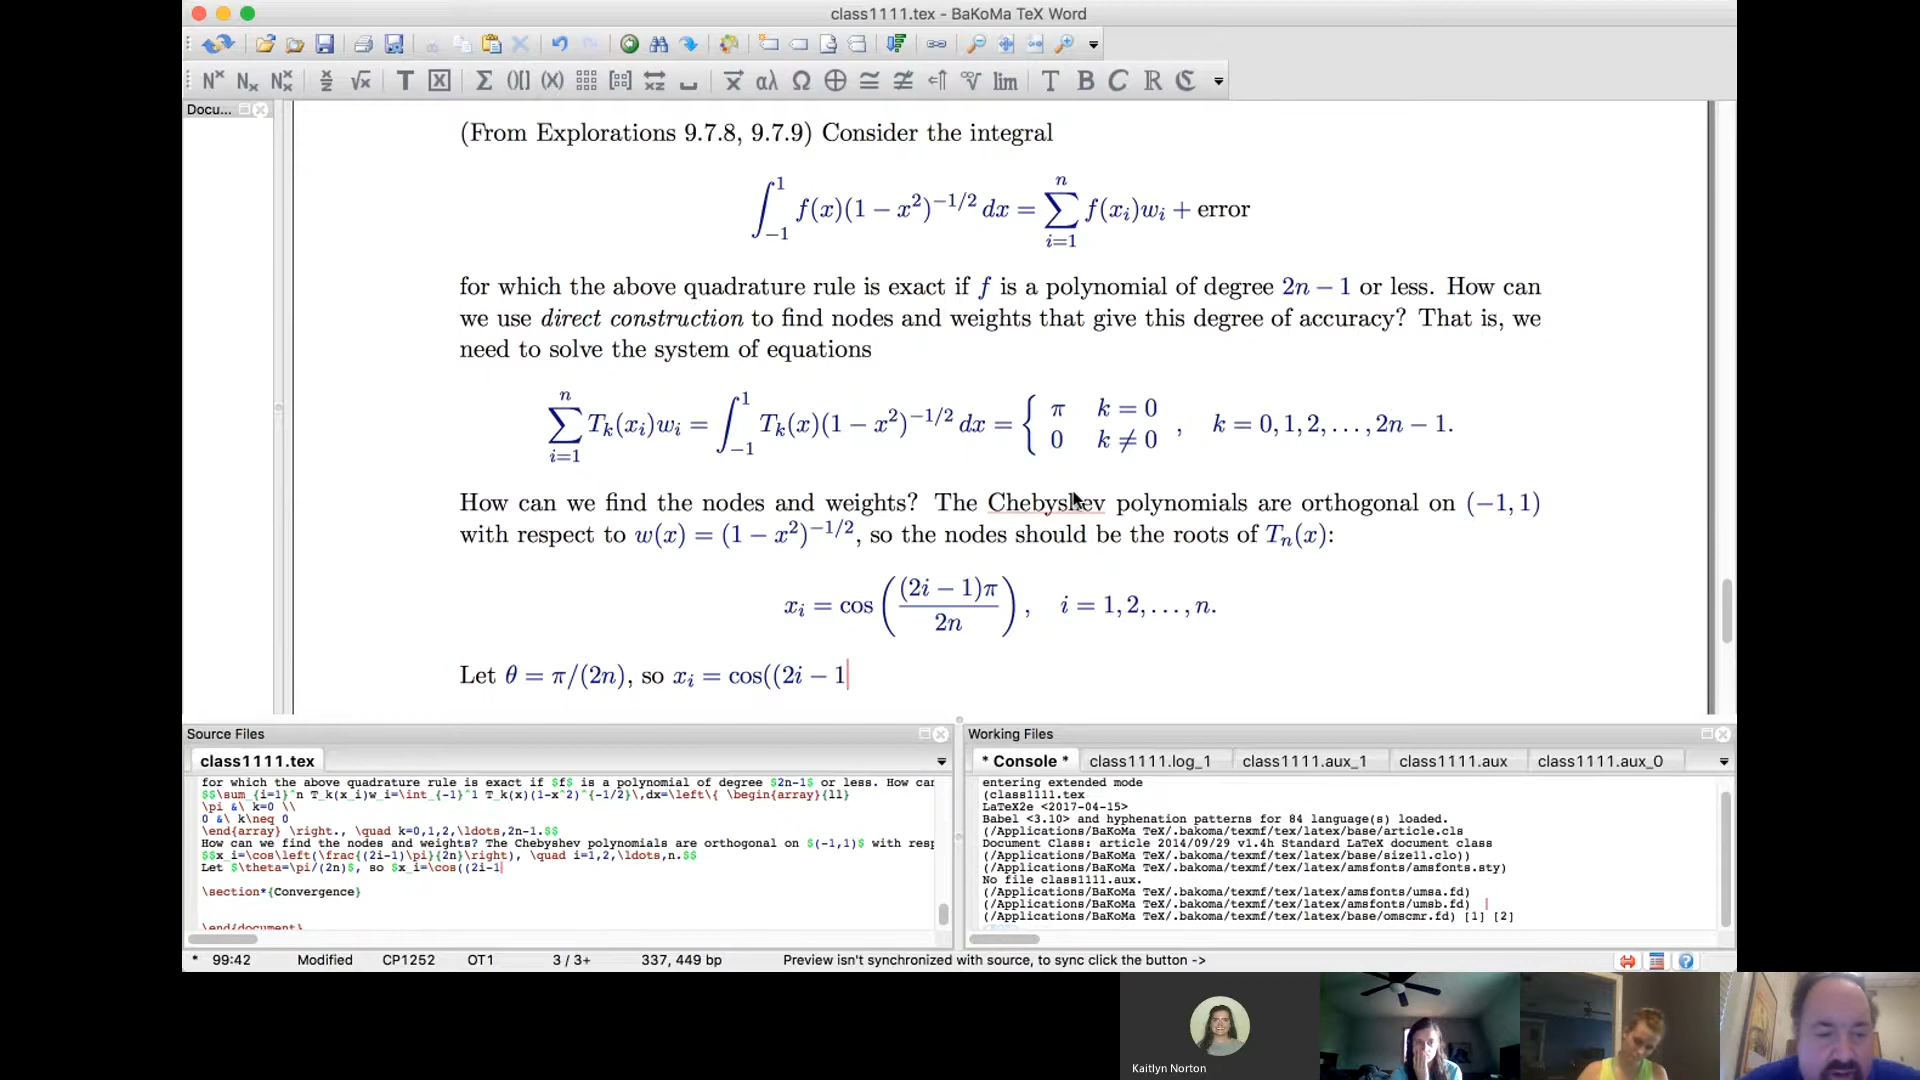 class1111.tex - BaKoMa TeX Word
Docu...
(From Explorations 9.7.8, 9.7.9) Consider the integral
∫_{-1}^{1} f(x)(1 − x²)^{−1/2} dx = ∑_{i=1}^{n} f(x_i)w_i + error
for which the above quadrature rule is exact if f is a polynomial of degree 2n − 1 or less. How can
we use direct construction to find nodes and weights that give this degree of accuracy? That is, we
need to solve the system of equations
∑_{i=1}^{n} T_k(x_i)w_i = ∫_{-1}^{1} T_k(x)(1 − x²)^{−1/2} dx = { π k = 0 0 k ≠ 0 , k = 0, 1, 2, . . . , 2n − 1.
How can we find the nodes and weights? The Chebyshev polynomials are orthogonal on (−1, 1)
with respect to w(x) = (1 − x²)^{−1/2}, so the nodes should be the roots of T_n(x):
x_i = cos ( (2i − 1)π / 2n ) , i = 1, 2, . . . , n.
Let θ = π/(2n), so x_i = cos((2i − 1
Source Files
class1111.tex
for which the above quadrature rule is exact if $f$ is a polynomial of degree $2n-1$ or less. How can
$$\sum_{i=1}^n T_k(x_i)w_i=\int_{-1}^1 T_k(x)(1-x^2)^{-1/2}\,dx=\left\{ \begin{array}{ll}
\pi &\ k=0 \\
0 &\ k\neq 0
\end{array} \right., \quad k=0,1,2,\ldots,2n-1.$$
How can we find the nodes and weights? The Chebyshev polynomials are orthogonal on $(-1,1)$ with resp
$$x_i=\cos\left(\frac{(2i-1)\pi}{2n}\right), \quad i=1,2,\ldots,n.$$
Let $\theta=\pi/(2n)$, so $x_i=\cos((2i-1
\section*{Convergence}
\end{document}
Working Files
* Console * class1111.log_1 class1111.aux_1 class1111.aux class1111.aux_0
entering extended mode
(class1111.tex
LaTeX2e <2017-04-15>
Babel <3.10> and hyphenation patterns for 84 language(s) loaded.
(/Applications/BaKoMa TeX/.bakoma/texmf/tex/latex/base/article.cls
Document Class: article 2014/09/29 v1.4h Standard LaTeX document class
(/Applications/BaKoMa TeX/.bakoma/texmf/tex/latex/base/size11.clo))
(/Applications/BaKoMa TeX/.bakoma/texmf/tex/latex/amsfonts/amsfonts.sty)
No file class1111.aux.
(/Applications/BaKoMa TeX/.bakoma/texmf/tex/latex/amsfonts/umsa.fd)
(/Applications/BaKoMa TeX/.bakoma/texmf/tex/latex/amsfonts/umsb.fd)
(/Applications/BaKoMa TeX/.bakoma/texmf/tex/latex/base/omscmr.fd) [1] [2]
* 99:42 Modified CP1252 OT1 3 / 3+ 337, 449 bp Preview isn't synchronized with source, to sync click the button ->
Kaitlyn Norton